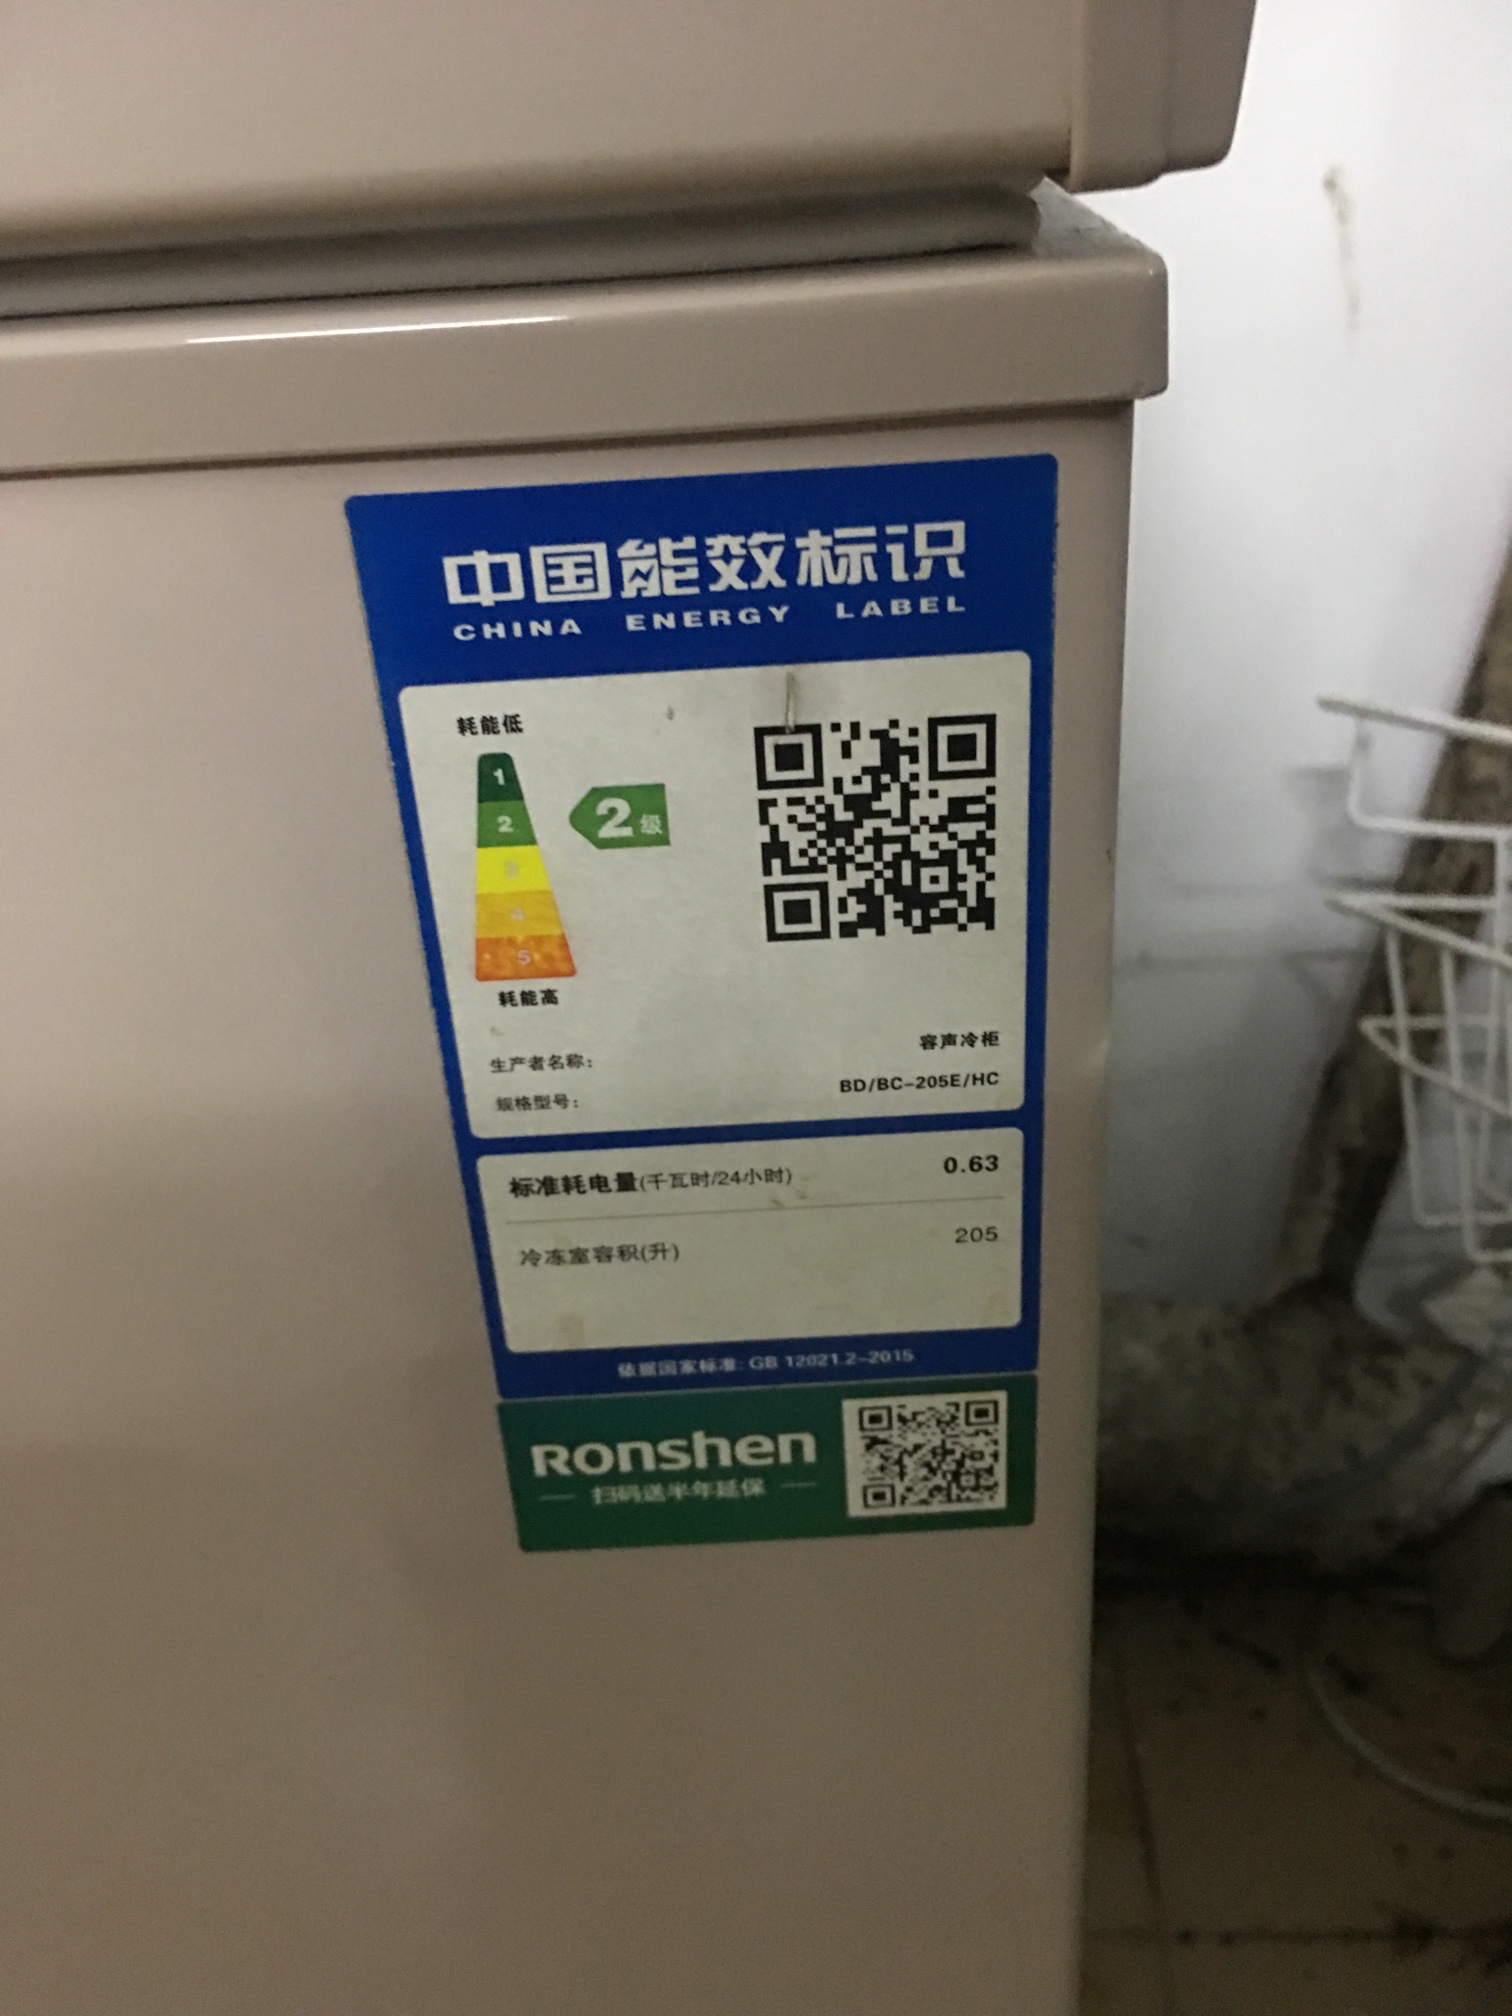 中国能效标识
CHINA ENERGY LABEL
耗能低
1
2
2级
3
4
5
耗能高
生产者名称: 容声冷柜
规格型号: BD/BC-205E/HC
标准耗电量(千瓦时/24小时) 0.63
冷冻室容积(升) 205
依据国家标准: GB 12021.2-2015
Ronshen
扫码送半年延保